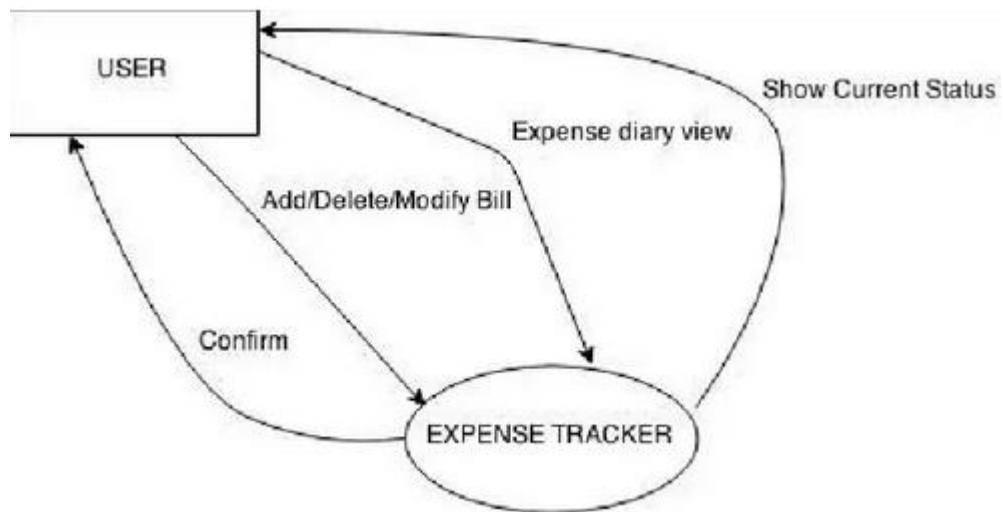 USER
Show Current Status
Expense diary view
Add/Delete/Modify Bill
Confirm
EXPENSE TRACKER